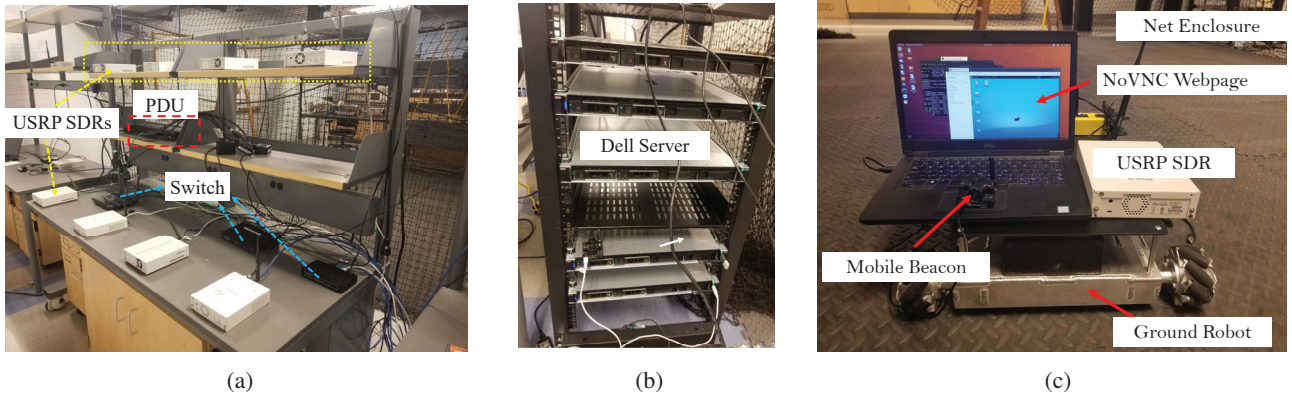 PDU
USRP SDRs
Switch
(a)
Dell Server
(b)
Net Enclosure
NoVNC Webpage
USRP SDR
Mobile Beacon
Ground Robot
(c)